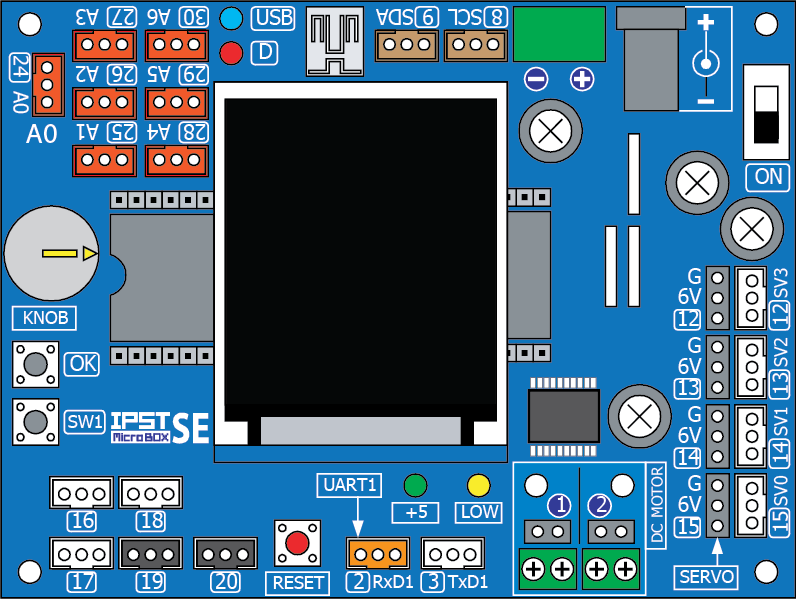 A3 27 A6 30 USB SDA 9 SCL 8
D
24 A0 A2 26 A5 29
A0 A1 25 A4 28
+
−
− +
ON
KNOB
OK
SW1 IPST SE
MicroBOX
G
6V
12 12 SV3
G
6V
13 13 SV2
G
6V
14 14 SV1
G
6V
15 15 SV0
UART1
+5 LOW
16 18
1 2 DC MOTOR
17 19 20 RESET 2 RxD1 3 TxD1
SERVO